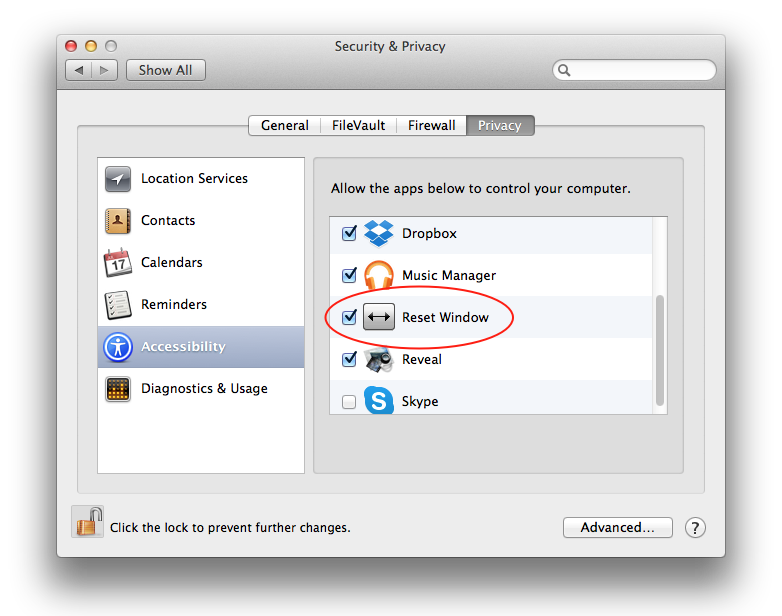 Security & Privacy
Show All
General FileVault Firewall Privacy
Location Services
Contacts
17
Calendars
Reminders
Accessibility
Diagnostics & Usage
Allow the apps below to control your computer.
Dropbox
Music Manager
Reset Window
Reveal
Skype
Click the lock to prevent further changes.
Advanced...
?